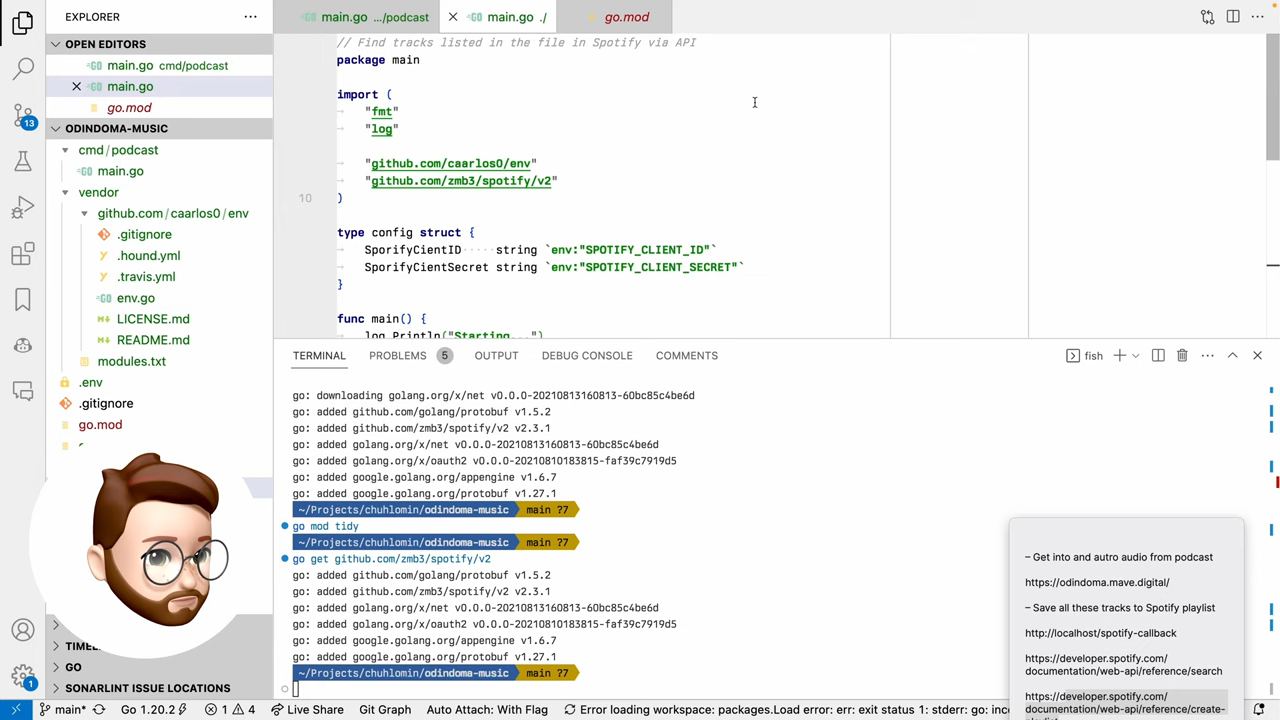 EXPLORER
main.go .../podcast
main.go ./
go.mod
OPEN EDITORS
main.go cmd/podcast
main.go
go.mod
ODINDOMA-MUSIC
cmd/podcast
main.go
vendor
github.com/caarlos0/env
.gitignore
.hound.yml
.travis.yml
env.go
LICENSE.md
README.md
modules.txt
.env
.gitignore
go.mod
GO
SONARLINT ISSUE LOCATIONS
13
1
// Find tracks listed in the file in Spotify via API
package main
import (
"fmt"
"log"
"github.com/caarlos0/env"
"github.com/zmb3/spotify/v2"
10 )
type config struct {
SporifyCientID string `env:"SPOTIFY_CLIENT_ID"`
SporifyCientSecret string `env:"SPOTIFY_CLIENT_SECRET"`
}
func main() {
log.Println("Starting...")
TERMINAL PROBLEMS 5 OUTPUT DEBUG CONSOLE COMMENTS
fish
go: downloading golang.org/x/net v0.0.0-20210813160813-60bc85c4be6d
go: added github.com/golang/protobuf v1.5.2
go: added github.com/zmb3/spotify/v2 v2.3.1
go: added golang.org/x/net v0.0.0-20210813160813-60bc85c4be6d
go: added golang.org/x/oauth2 v0.0.0-20210810183815-faf39c7919d5
go: added google.golang.org/appengine v1.6.7
go: added google.golang.org/protobuf v1.27.1
~/Projects/chuhlomin/odindoma-music main ?7
go mod tidy
~/Projects/chuhlomin/odindoma-music main ?7
go get github.com/zmb3/spotify/v2
go: added github.com/golang/protobuf v1.5.2
go: added github.com/zmb3/spotify/v2 v2.3.1
go: added golang.org/x/net v0.0.0-20210813160813-60bc85c4be6d
go: added golang.org/x/oauth2 v0.0.0-20210810183815-faf39c7919d5
go: added google.golang.org/appengine v1.6.7
go: added google.golang.org/protobuf v1.27.1
~/Projects/chuhlomin/odindoma-music main ?7
– Get into and autro audio from podcast
https://odindoma.mave.digital/
– Save all these tracks to Spotify playlist
http://localhost/spotify-callback
https://developer.spotify.com/
documentation/web-api/reference/search
https://developer.spotify.com/
documentation/web-api/reference/create-
main* Go 1.20.2 1 4 Live Share Git Graph Auto Attach: With Flag Error loading workspace: packages.Load error: err: exit status 1: stderr: go: inc